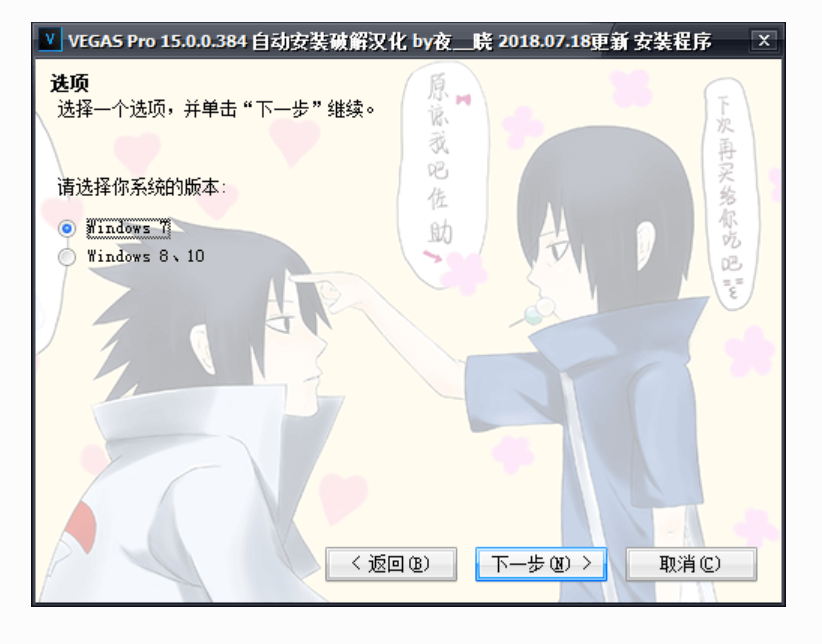 VEGAS Pro 15.0.0.384 自动安装破解汉化 by夜__晓 2018.07.18更新 安装程序
选项
选择一个选项，并单击“下一步”继续。
请选择你系统的版本:
Windows 7
Windows 8、10
原谅我吧佐助
下次再买给你吃吧
< 返回(B)
下一步(N) >
取消(C)